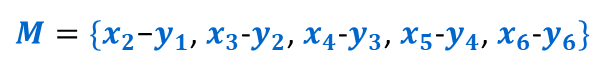 M = {x₂−y₁, x₃-y₂, x₄-y₃, x₅-y₄, x₆-y₆}